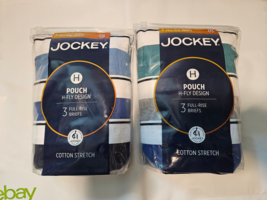 JOCKEY
H
POUCH
H-FLY DESIGN
3 FULL-RISE
BRIEFS
COTTON STRETCH
JOCKEY
H
POUCH
H-FLY DESIGN
3 FULL-RISE
BRIEFS
COTTON STRETCH
ebay